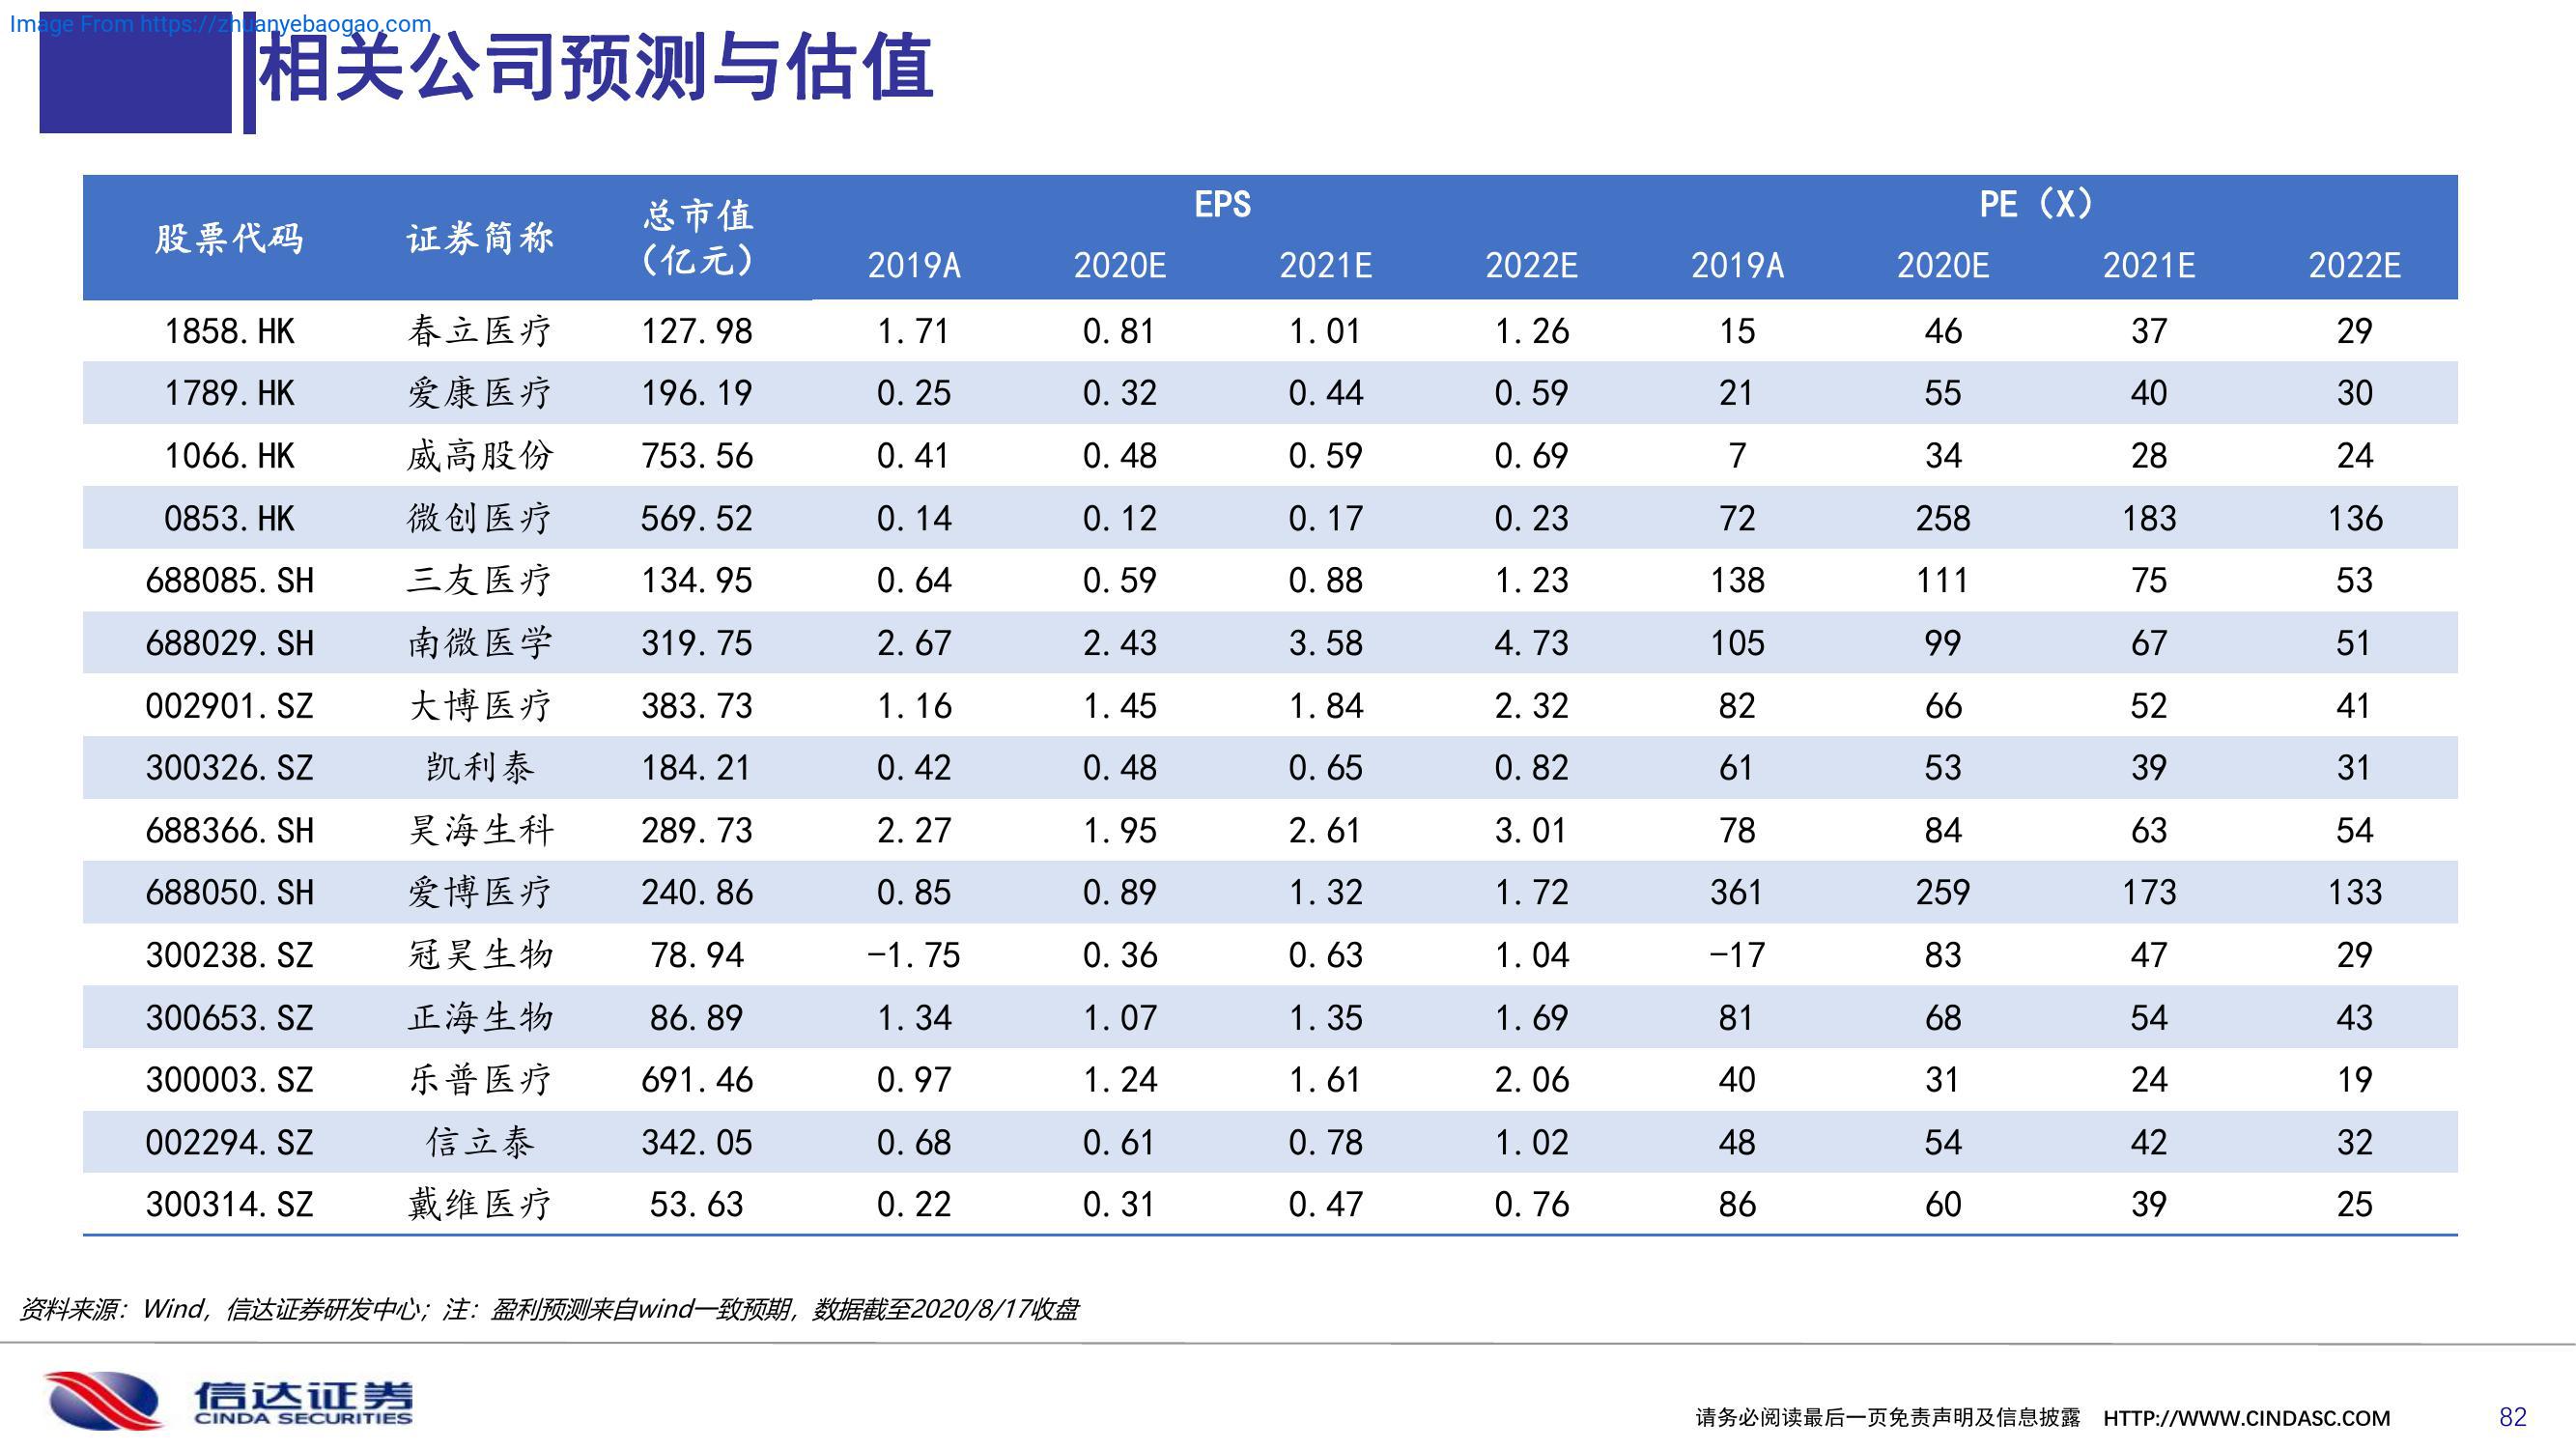 Image From https://zhuanyebaogao.com
相关公司预测与估值
股票代码 证券简称 总市值（亿元） EPS PE（X）
2019A 2020E 2021E 2022E 2019A 2020E 2021E 2022E
1858.HK 春立医疗 127.98 1.71 0.81 1.01 1.26 15 46 37 29
1789.HK 爱康医疗 196.19 0.25 0.32 0.44 0.59 21 55 40 30
1066.HK 威高股份 753.56 0.41 0.48 0.59 0.69 7 34 28 24
0853.HK 微创医疗 569.52 0.14 0.12 0.17 0.23 72 258 183 136
688085.SH 三友医疗 134.95 0.64 0.59 0.88 1.23 138 111 75 53
688029.SH 南微医学 319.75 2.67 2.43 3.58 4.73 105 99 67 51
002901.SZ 大博医疗 383.73 1.16 1.45 1.84 2.32 82 66 52 41
300326.SZ 凯利泰 184.21 0.42 0.48 0.65 0.82 61 53 39 31
688366.SH 昊海生科 289.73 2.27 1.95 2.61 3.01 78 84 63 54
688050.SH 爱博医疗 240.86 0.85 0.89 1.32 1.72 361 259 173 133
300238.SZ 冠昊生物 78.94 -1.75 0.36 0.63 1.04 -17 83 47 29
300653.SZ 正海生物 86.89 1.34 1.07 1.35 1.69 81 68 54 43
300003.SZ 乐普医疗 691.46 0.97 1.24 1.61 2.06 40 31 24 19
002294.SZ 信立泰 342.05 0.68 0.61 0.78 1.02 48 54 42 32
300314.SZ 戴维医疗 53.63 0.22 0.31 0.47 0.76 86 60 39 25
资料来源：Wind，信达证券研发中心；注：盈利预测来自wind一致预期，数据截至2020/8/17收盘
信达证券
CINDA SECURITIES
请务必阅读最后一页免责声明及信息披露 HTTP://WWW.CINDASC.COM 82